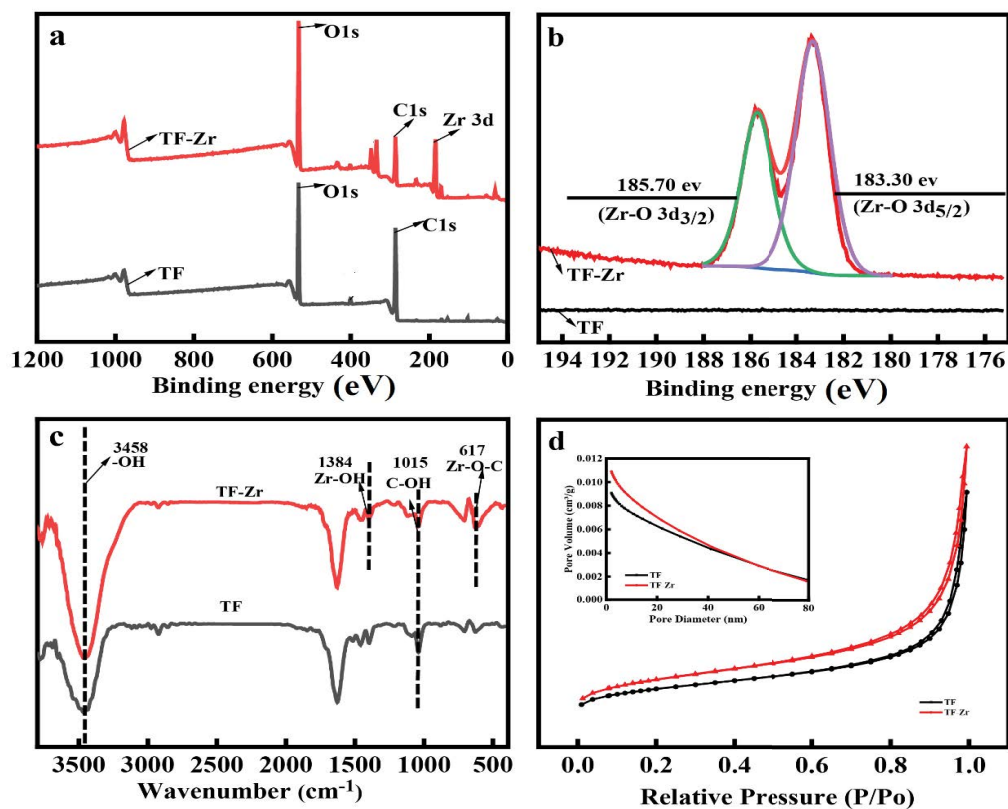 a
O1s
C1s
Zr 3d
TF-Zr
O1s
C1s
TF
1200 1000 800 600 400 200 0
Binding energy (eV)
b
185.70 ev
(Zr-O 3d3/2)
183.30 ev
(Zr-O 3d5/2)
TF-Zr
TF
194 192 190 188 186 184 182 180 178 176
Binding energy (eV)
c
3458
-OH
1384
Zr-OH
1015
C-OH
617
Zr-O-C
TF-Zr
TF
3500 3000 2500 2000 1500 1000 500
Wavenumber (cm⁻¹)
d
0.012
0.010
0.008
0.006
0.004
0.002
0.000
Pore Volume (cm³/g)
TF
TF Zr
0 20 40 60 80
Pore Diameter (nm)
TF
TF Zr
0.0 0.2 0.4 0.6 0.8 1.0
Relative Pressure (P/Po)